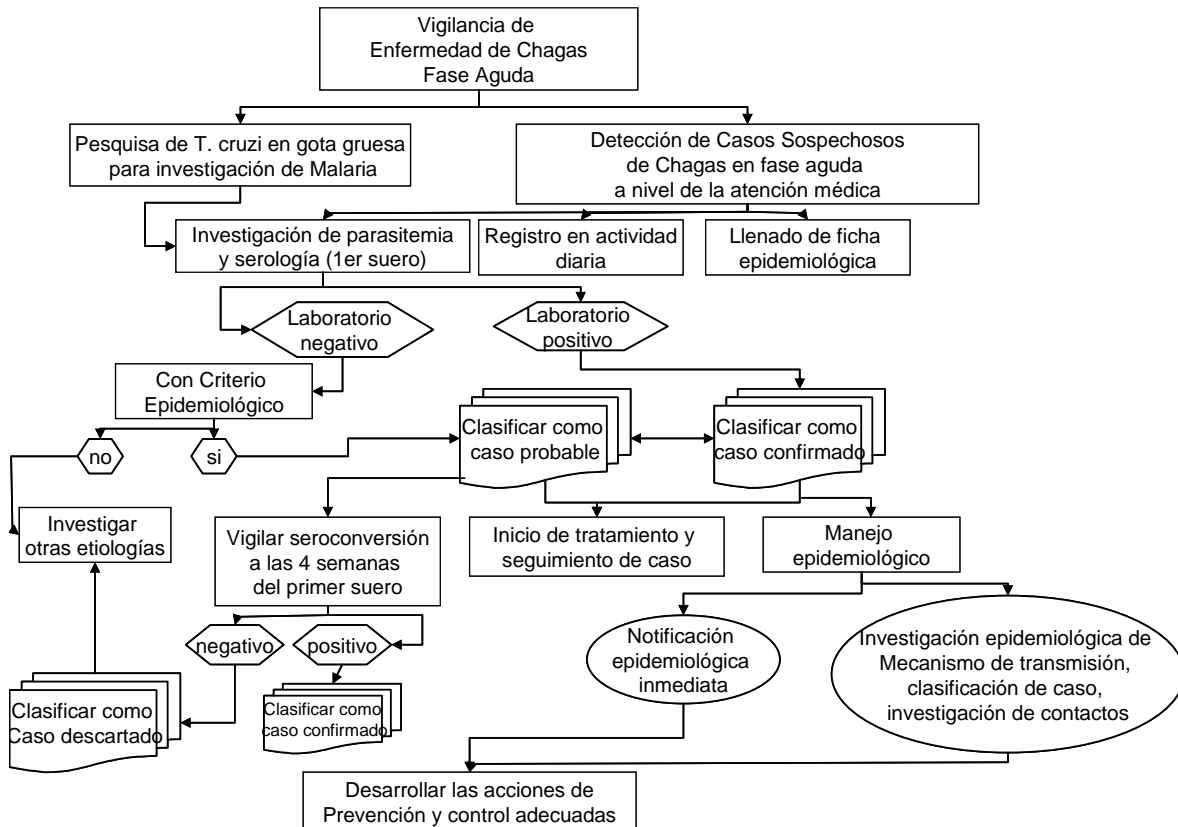 Vigilancia de
Enfermedad de Chagas
Fase Aguda
Pesquisa de T. cruzi en gota gruesa
para investigación de Malaria
Detección de Casos Sospechosos
de Chagas en fase aguda
a nivel de la atención médica
Investigación de parasitemia
y serología (1er suero)
Registro en actividad
diaria
Llenado de ficha
epidemiológica
Laboratorio
negativo
Laboratorio
positivo
Con Criterio
Epidemiológico
no
si
Clasificar como
caso probable
Clasificar como
caso confirmado
Investigar
otras etiologías
Vigilar seroconversión
a las 4 semanas
del primer suero
Inicio de tratamiento y
seguimiento de caso
Manejo
epidemiológico
negativo
positivo
Notificación
epidemiológica
inmediata
Investigación epidemiológica de
Mecanismo de transmisión,
clasificación de caso,
investigación de contactos
Clasificar como
Caso descartado
Clasificar como
caso confirmado
Desarrollar las acciones de
Prevención y control adecuadas